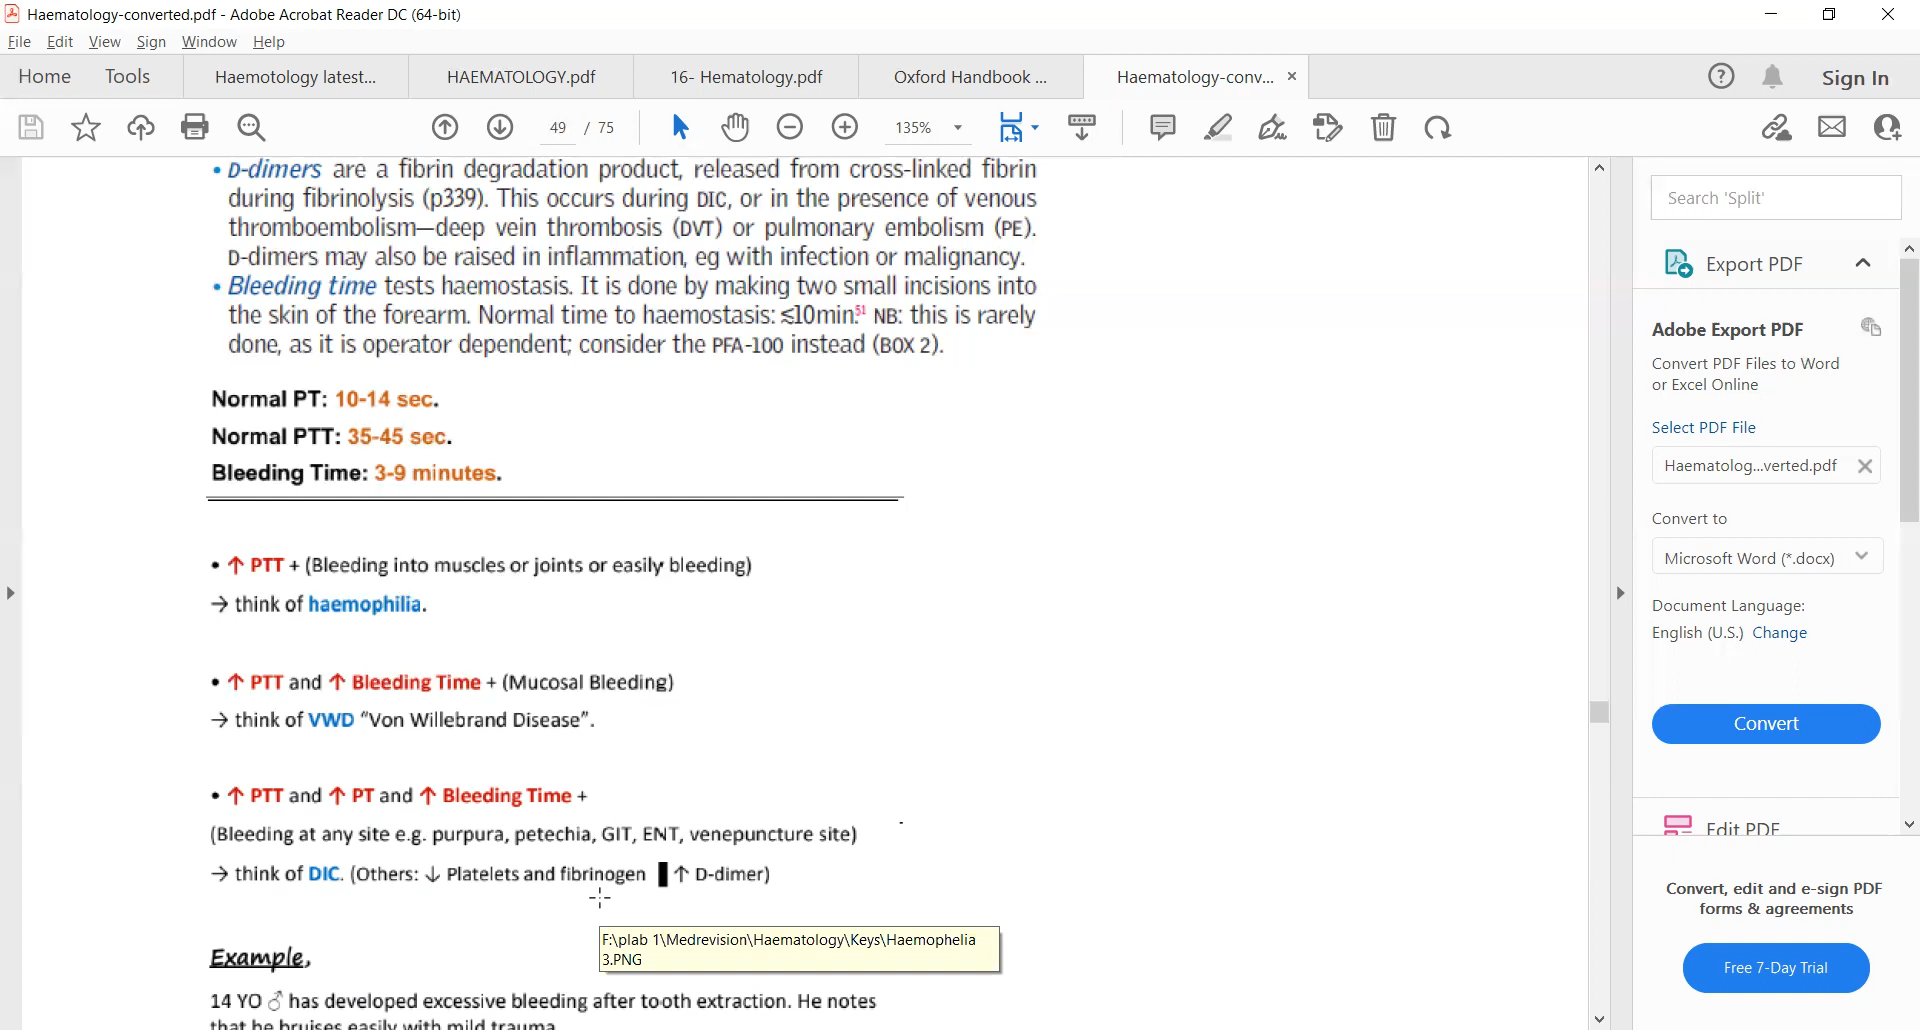 Haematology-converted.pdf - Adobe Acrobat Reader DC (64-bit)
File Edit View Sign Window Help
Home Tools Haemotology latest... HAEMATOLOGY.pdf 16- Hematology.pdf Oxford Handbook ... Haematology-conv... × Sign In
49 / 75 135%
• D-dimers are a fibrin degradation product, released from cross-linked fibrin
during fibrinolysis (p339). This occurs during DIC, or in the presence of venous
thromboembolism—deep vein thrombosis (DVT) or pulmonary embolism (PE).
D-dimers may also be raised in inflammation, eg with infection or malignancy.
• Bleeding time tests haemostasis. It is done by making two small incisions into
the skin of the forearm. Normal time to haemostasis: ≤10min.51 NB: this is rarely
done, as it is operator dependent; consider the PFA-100 instead (BOX 2).
Normal PT: 10-14 sec.
Normal PTT: 35-45 sec.
Bleeding Time: 3-9 minutes.
• ↑ PTT + (Bleeding into muscles or joints or easily bleeding)
→ think of haemophilia.
• ↑ PTT and ↑ Bleeding Time + (Mucosal Bleeding)
→ think of VWD “Von Willebrand Disease”.
• ↑ PTT and ↑ PT and ↑ Bleeding Time +
(Bleeding at any site e.g. purpura, petechia, GIT, ENT, venepuncture site)
→ think of DIC. (Others: ↓ Platelets and fibrinogen ↑ D-dimer)
F:\plab 1\Medrevision\Haematology\Keys\Haemophelia
3.PNG
Example,
14 YO ♂ has developed excessive bleeding after tooth extraction. He notes
that he bruises easily with mild trauma.
Search 'Split'
Export PDF
Adobe Export PDF
Convert PDF Files to Word
or Excel Online
Select PDF File
Haematolog...verted.pdf
Convert to
Microsoft Word (*.docx)
Document Language:
English (U.S.) Change
Convert
Edit PDF
Convert, edit and e-sign PDF
forms & agreements
Free 7-Day Trial